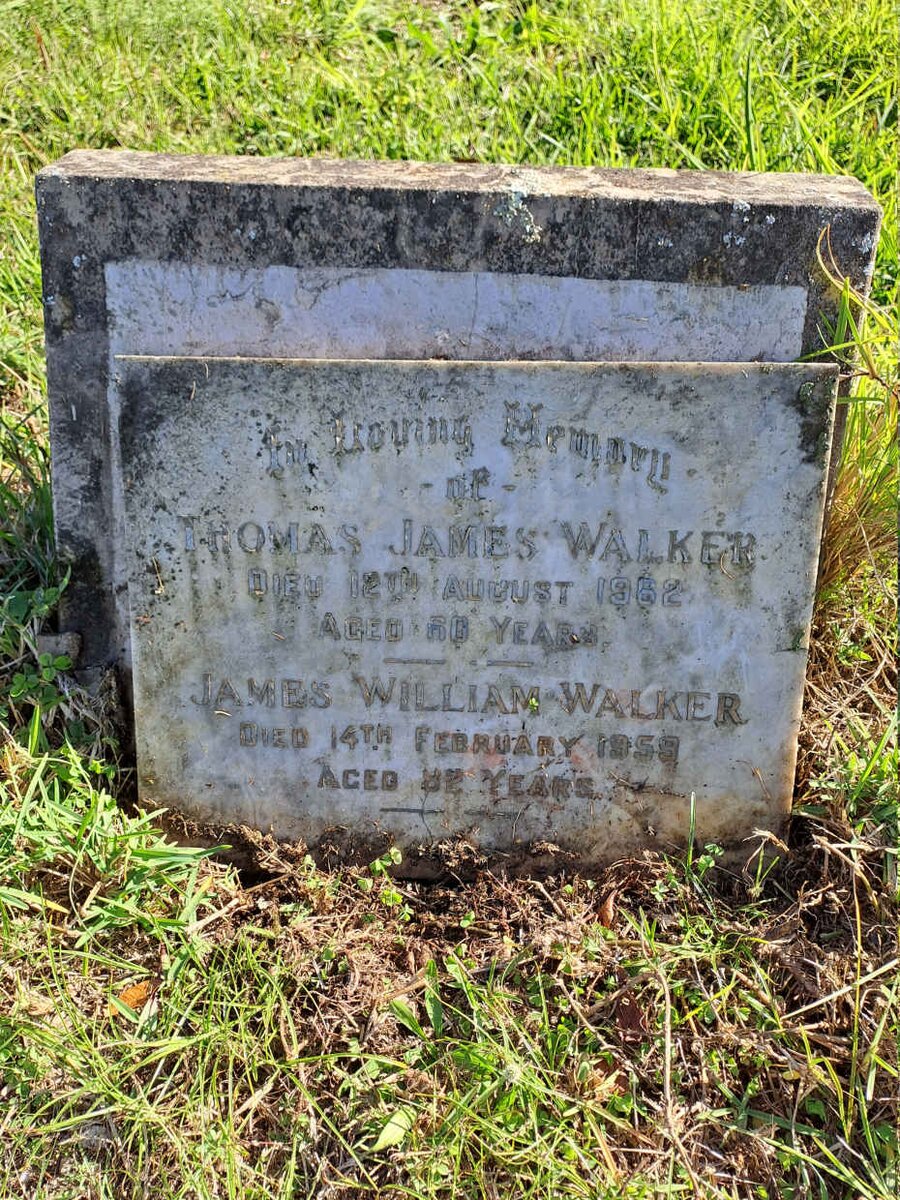 In Loving Memory
- of -
THOMAS JAMES WALKER
DIED 12TH AUGUST 1962
AGED 60 YEARS.
JAMES WILLIAM WALKER
DIED 14TH FEBRUARY 1959
AGED 82 YEARS.